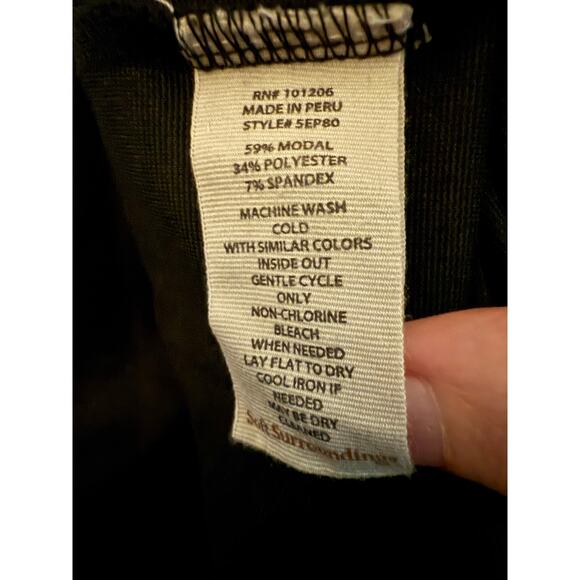 RN# 101206
MADE IN PERU
STYLE# 5EP80
59% MODAL
34% POLYESTER
7% SPANDEX
MACHINE WASH
COLD
WITH SIMILAR COLORS
INSIDE OUT
GENTLE CYCLE
ONLY
NON-CHLORINE
BLEACH
WHEN NEEDED
LAY FLAT TO DRY
COOL IRON IF
NEEDED
MAY BE DRY
CLEANED
Soft Surroundings